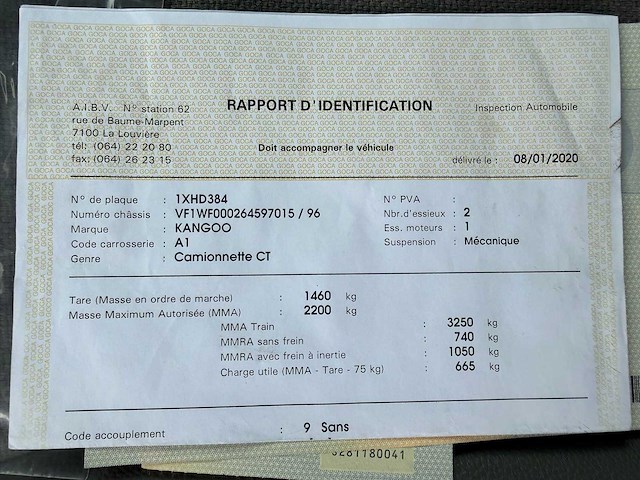 RAPPORT D'IDENTIFICATION
A.I.B.V. N° station 62
Inspection Automobile
rue de Baume-Marpent
7100 La Louvière
tél: (064) 22 20 80
Doit accompagner le véhicule
fax: (064) 26 23 15
délivré le : 08/01/2020
N° de plaque : 1XHD384
N° PVA :
Numéro châssis : VF1WF000264597015 / 96
Nbr.d'essieux : 2
Marque : KANGOO
Ess. moteurs : 1
Code carrosserie : A1
Suspension : Mécanique
Genre : Camionnette CT
Tare (Masse en ordre de marche) : 1460 kg
Masse Maximum Autorisée (MMA) : 2200 kg
MMA Train : 3250 kg
MMRA sans frein : 740 kg
MMRA avec frein à inertie : 1050 kg
Charge utile (MMA - Tare - 75 kg) : 665 kg
Code accouplement : 9 Sans